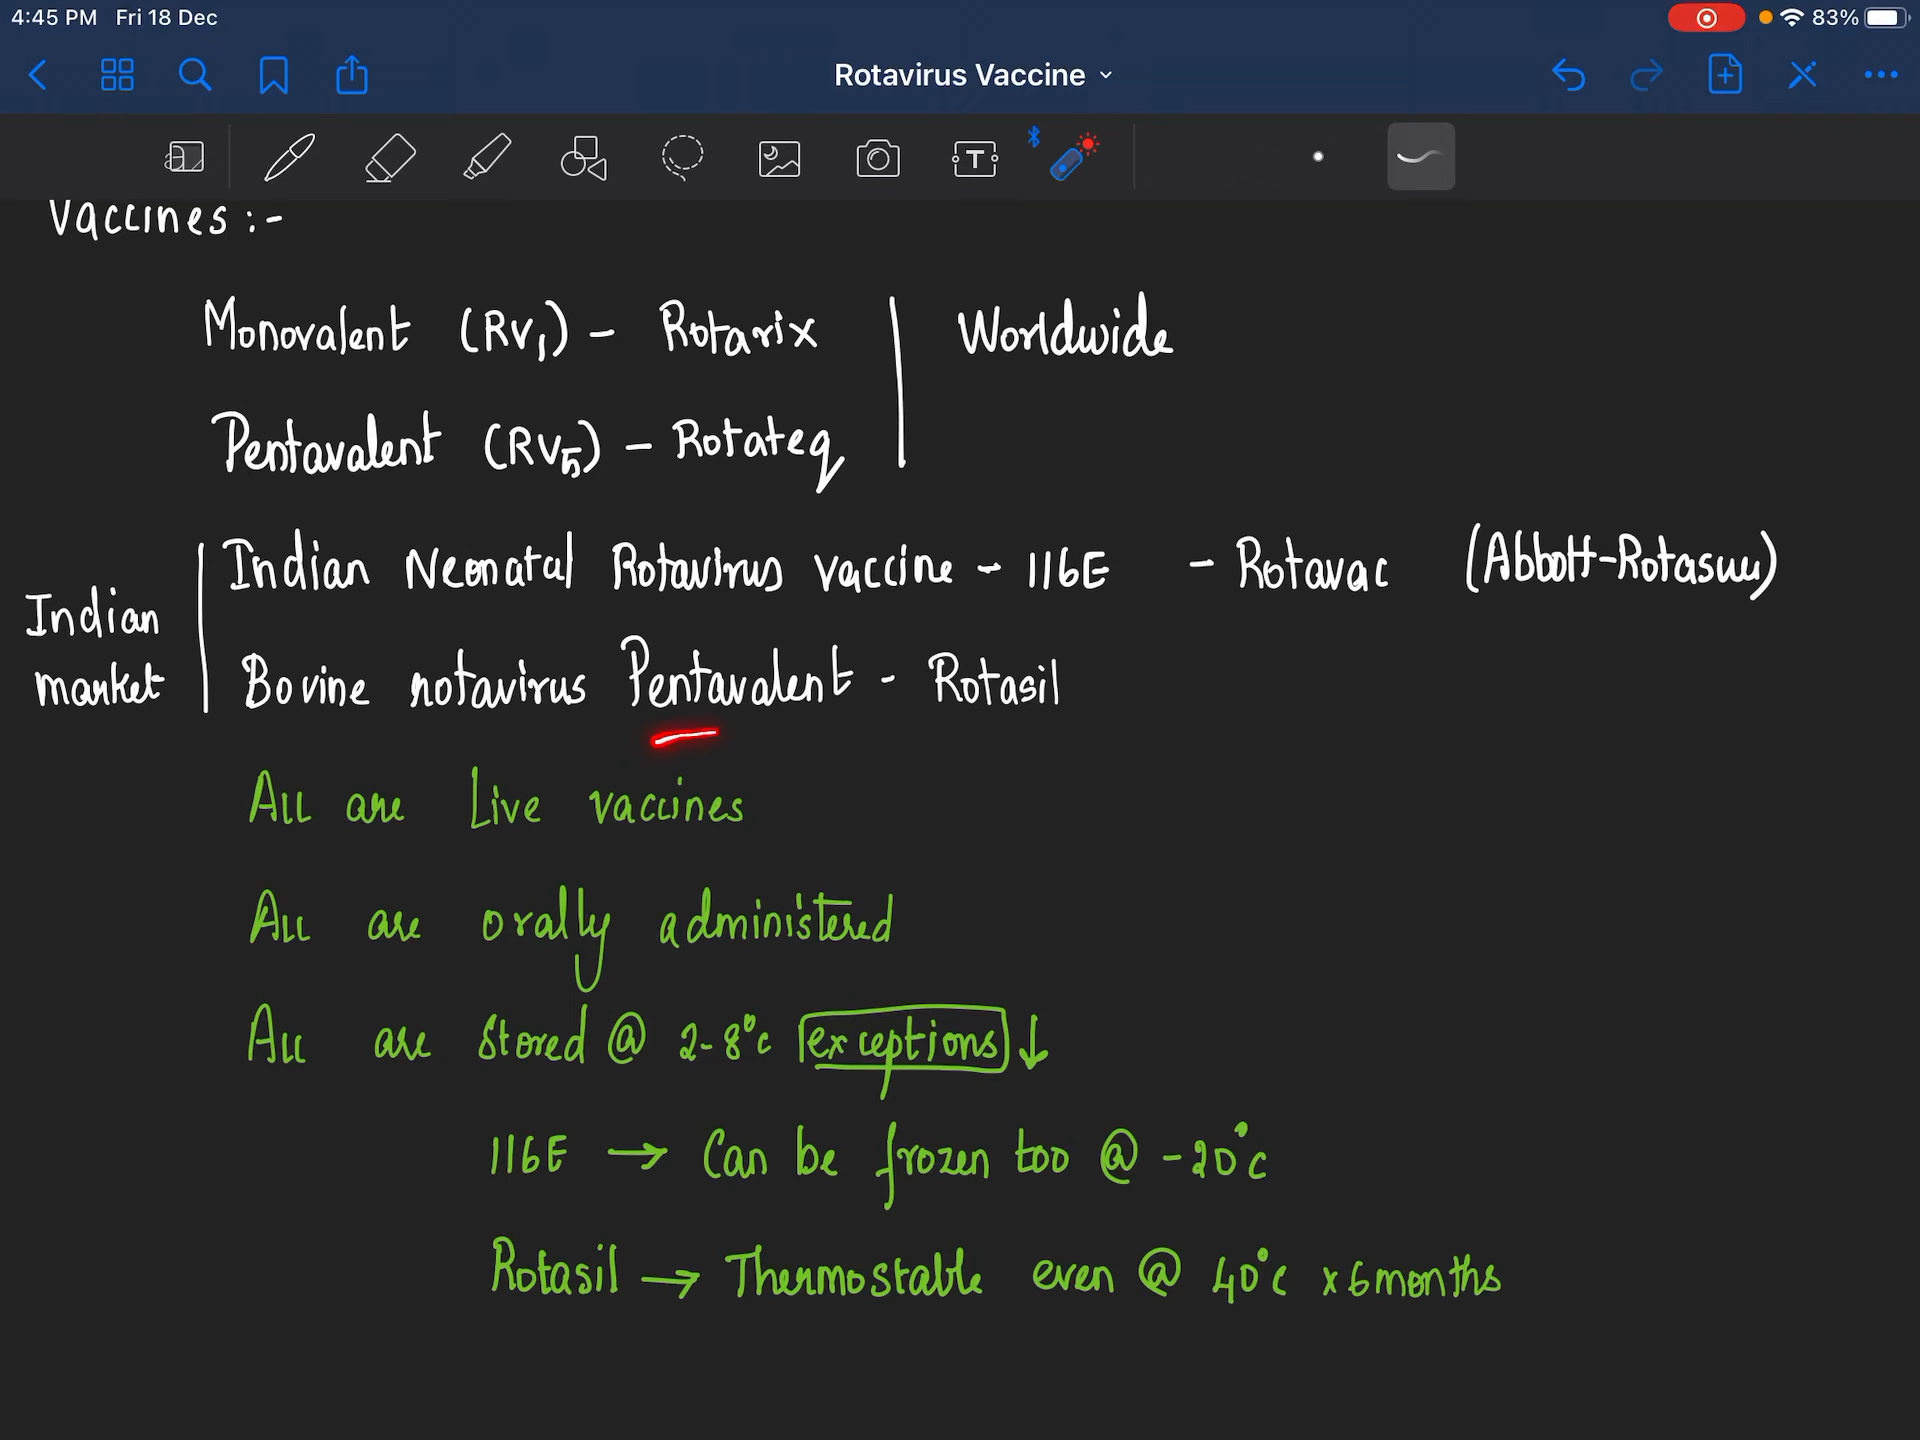 4:45 PM Fri 18 Dec 83%
Rotavirus Vaccine
Vaccines :-
Monovalent (RV1) - Rotarix Worldwide
Pentavalent (RV5) - Rotateq
Indian market
Indian Neonatal Rotavirus vaccine - 116E - Rotavac (Abbott-Rotasure)
Bovine rotavirus Pentavalent - Rotasil
All are Live vaccines
All are orally administered
All are stored @ 2-8°c exceptions ↓
116E → Can be frozen too @ -20°c
Rotasil → Thermostable even @ 40°c x 6 months